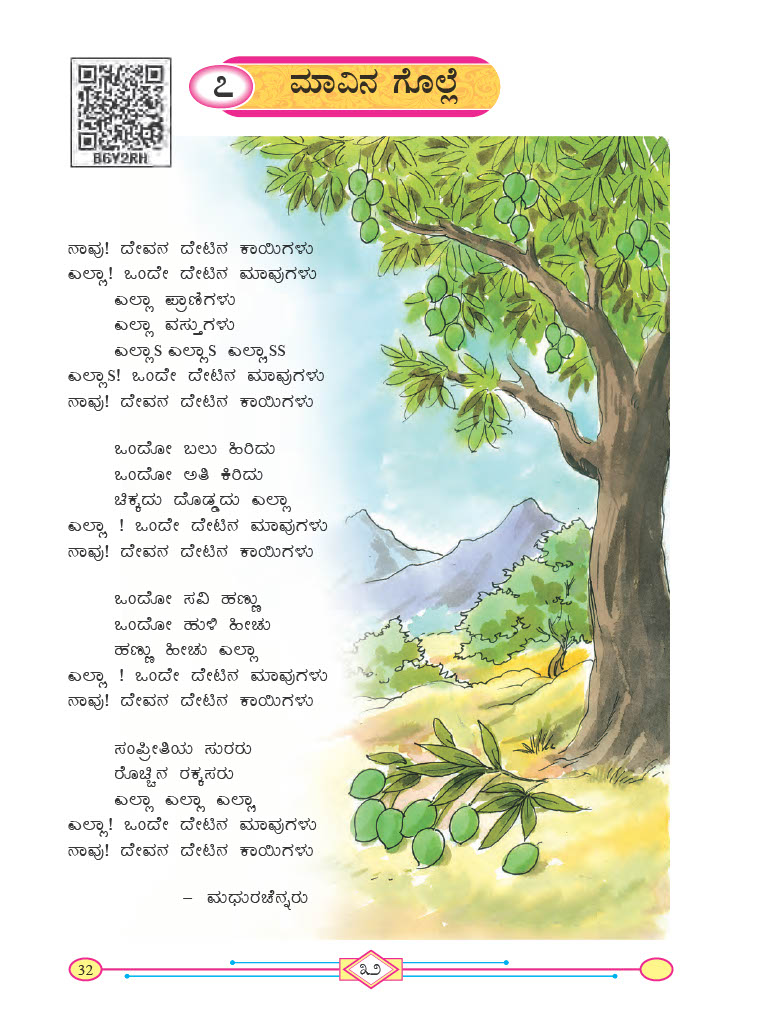 B6Y2RH
೭ ಮಾವಿನ ಗೊಲ್ಲೆ
ನಾವು! ದೇವನ ದೇಟಿನ ಕಾಯಿಗಳು
ಎಲ್ಲಾ! ಒಂದೇ ದೇಟಿನ ಮಾವುಗಳು
ಎಲ್ಲಾ ಪ್ರಾಣಿಗಳು
ಎಲ್ಲಾ ವಸ್ತುಗಳು
ಎಲ್ಲಾS ಎಲ್ಲಾS ಎಲ್ಲಾSS
ಎಲ್ಲಾS! ಒಂದೇ ದೇಟಿನ ಮಾವುಗಳು
ನಾವು! ದೇವನ ದೇಟಿನ ಕಾಯಿಗಳು
ಒಂದೋ ಬಲು ಹಿರಿದು
ಒಂದೋ ಅತಿ ಕಿರಿದು
ಚಿಕ್ಕದು ದೊಡ್ಡದು ಎಲ್ಲಾ
ಎಲ್ಲಾ ! ಒಂದೇ ದೇಟಿನ ಮಾವುಗಳು
ನಾವು! ದೇವನ ದೇಟಿನ ಕಾಯಿಗಳು
ಒಂದೋ ಸವಿ ಹಣ್ಣು
ಒಂದೋ ಹುಳಿ ಹೀಚು
ಹಣ್ಣು ಹೀಚು ಎಲ್ಲಾ
ಎಲ್ಲಾ ! ಒಂದೇ ದೇಟಿನ ಮಾವುಗಳು
ನಾವು! ದೇವನ ದೇಟಿನ ಕಾಯಿಗಳು
ಸಂಪ್ರೀತಿಯ ಸುರರು
ರೊಚ್ಚಿನ ರಕ್ಕಸರು
ಎಲ್ಲಾ ಎಲ್ಲಾ ಎಲ್ಲಾ
ಎಲ್ಲಾ! ಒಂದೇ ದೇಟಿನ ಮಾವುಗಳು
ನಾವು! ದೇವನ ದೇಟಿನ ಕಾಯಿಗಳು
– ಮಧುರಚೆನ್ನರು
32 ೩೨